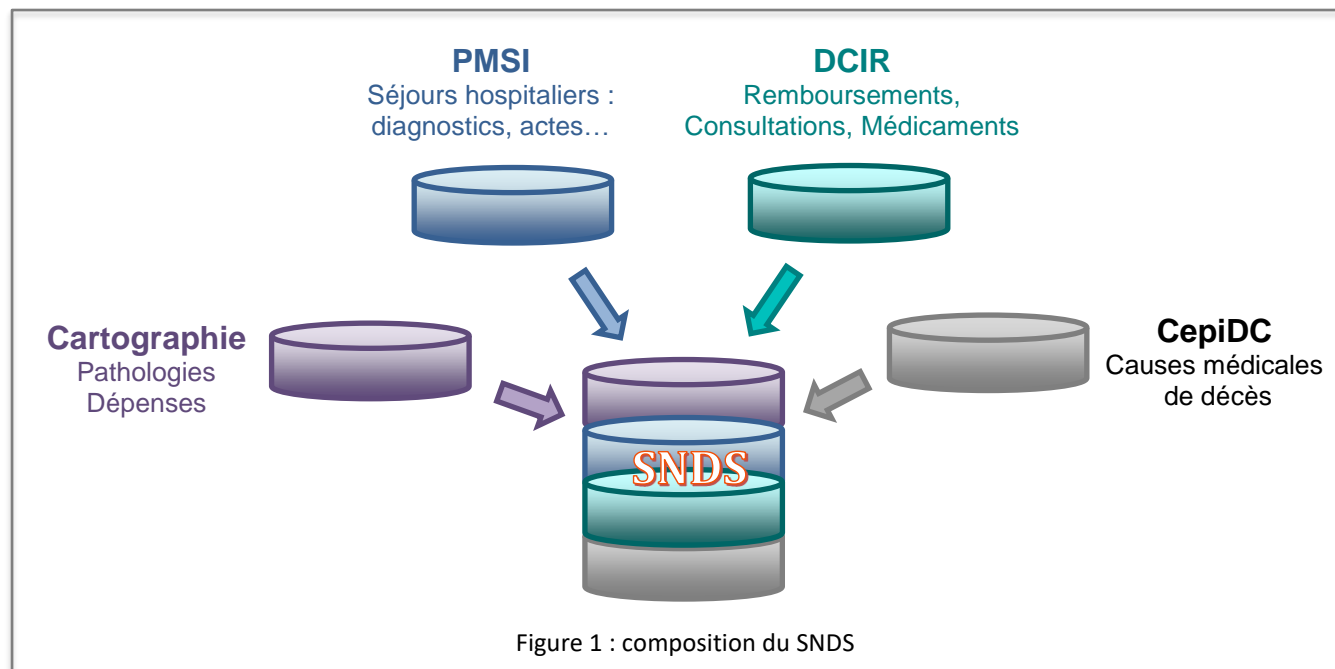 PMSI
Séjours hospitaliers :
diagnostics, actes…
DCIR
Remboursements,
Consultations, Médicaments
Cartographie
Pathologies
Dépenses
CepiDC
Causes médicales
de décès
SNDS
Figure 1 : composition du SNDS